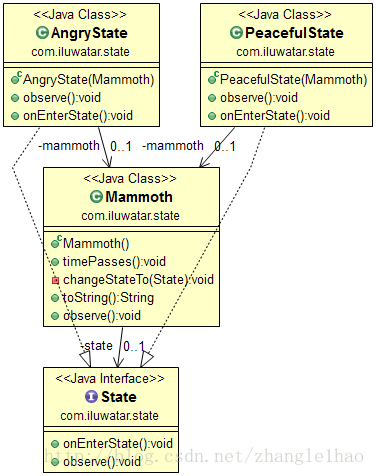 <<Java Class>>
AngryState
com.iluwatar.state
AngryState(Mammoth)
observe():void
onEnterState():void
<<Java Class>>
PeacefulState
com.iluwatar.state
PeacefulState(Mammoth)
observe():void
onEnterState():void
-mammoth 0..1
-mammoth 0..1
<<Java Class>>
Mammoth
com.iluwatar.state
Mammoth()
timePasses():void
changeStateTo(State):void
toString():String
observe():void
-state 0..1
<<Java Interface>>
State
com.iluwatar.state
onEnterState():void
observe():void
http://blog.csdn.net/zhanglelhao